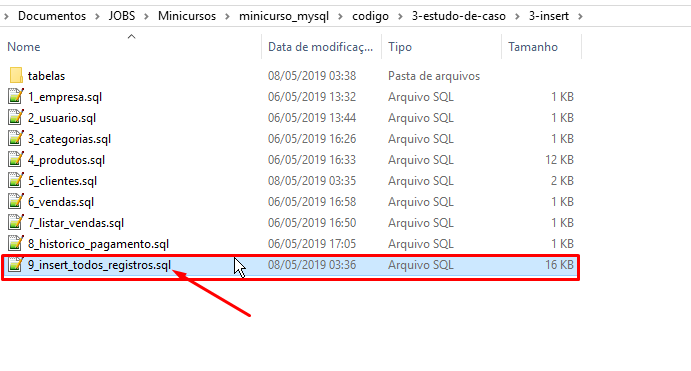 Documentos > JOBS > Minicursos > minicurso_mysql > codigo > 3-estudo-de-caso > 3-insert >
Nome Data de modificaç... Tipo Tamanho
tabelas 08/05/2019 03:38 Pasta de arquivos
1_empresa.sql 06/05/2019 13:32 Arquivo SQL 1 KB
2_usuario.sql 06/05/2019 13:44 Arquivo SQL 1 KB
3_categorias.sql 06/05/2019 16:26 Arquivo SQL 1 KB
4_produtos.sql 06/05/2019 16:33 Arquivo SQL 12 KB
5_clientes.sql 08/05/2019 03:35 Arquivo SQL 2 KB
6_vendas.sql 06/05/2019 16:58 Arquivo SQL 1 KB
7_listar_vendas.sql 06/05/2019 16:50 Arquivo SQL 1 KB
8_historico_pagamento.sql 06/05/2019 17:05 Arquivo SQL 1 KB
9_insert_todos_registros.sql 08/05/2019 03:36 Arquivo SQL 16 KB